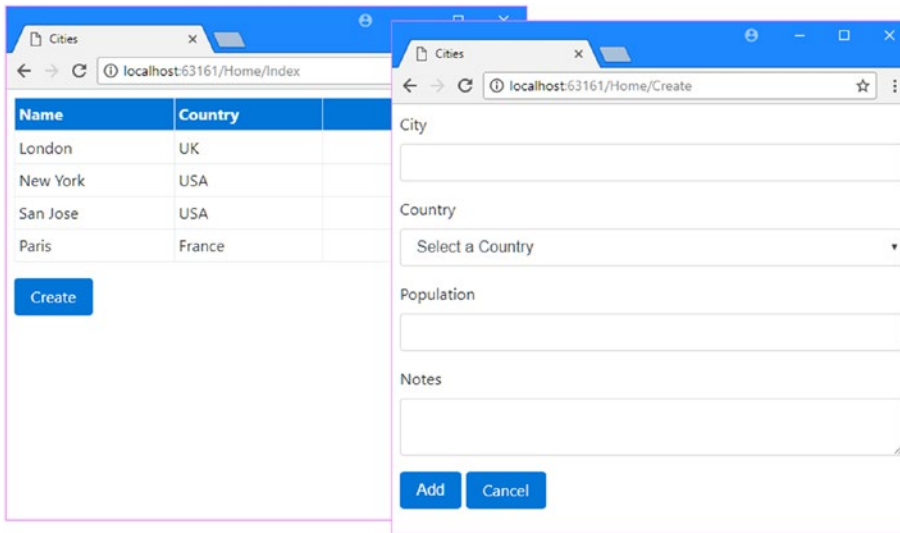 Cities
localhost:63161/Home/Index
Name Country
London UK
New York USA
San Jose USA
Paris France
Create
Cities
localhost:63161/Home/Create
City
Country
Select a Country
Population
Notes
Add Cancel